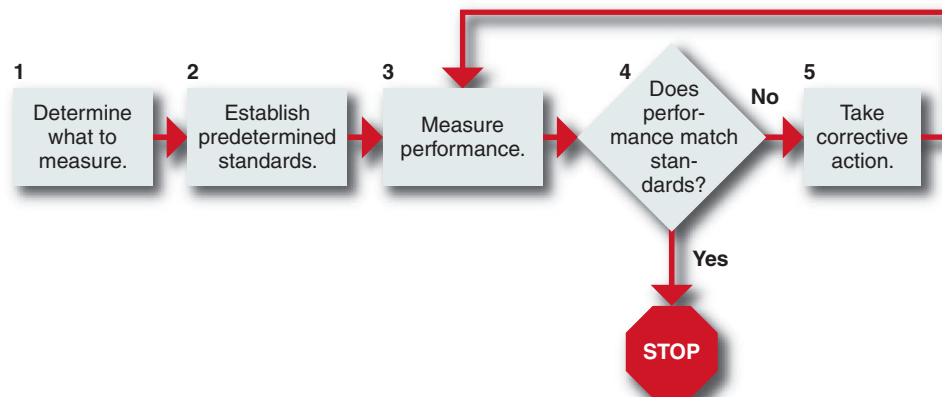 1
Determine
what to
measure.
2
Establish
predetermined
standards.
3
Measure
performance.
4
Does
perfor-
mance match
stan-
dards?
No
5
Take
corrective
action.
Yes
STOP